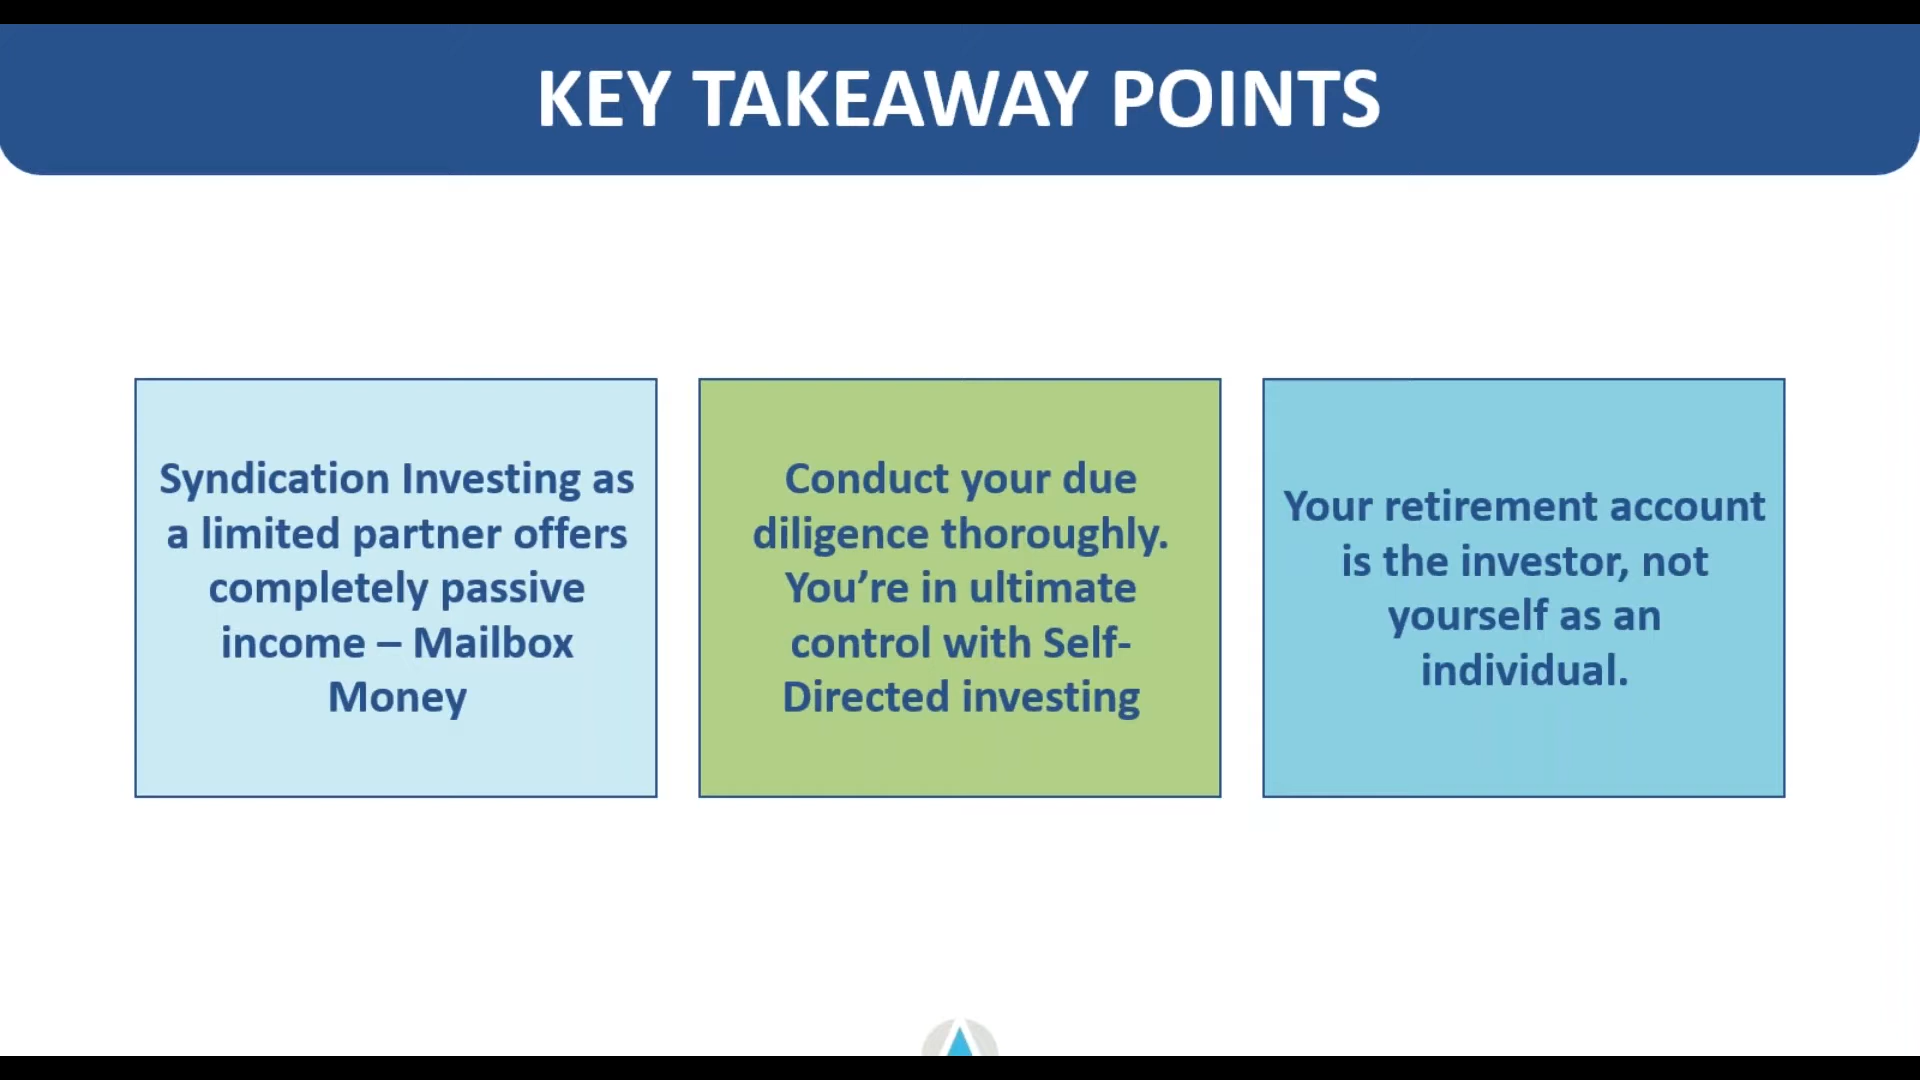 KEY TAKEAWAY POINTS
Syndication Investing as
a limited partner offers
completely passive
income – Mailbox
Money
Conduct your due
diligence thoroughly.
You’re in ultimate
control with Self-
Directed investing
Your retirement account
is the investor, not
yourself as an
individual.